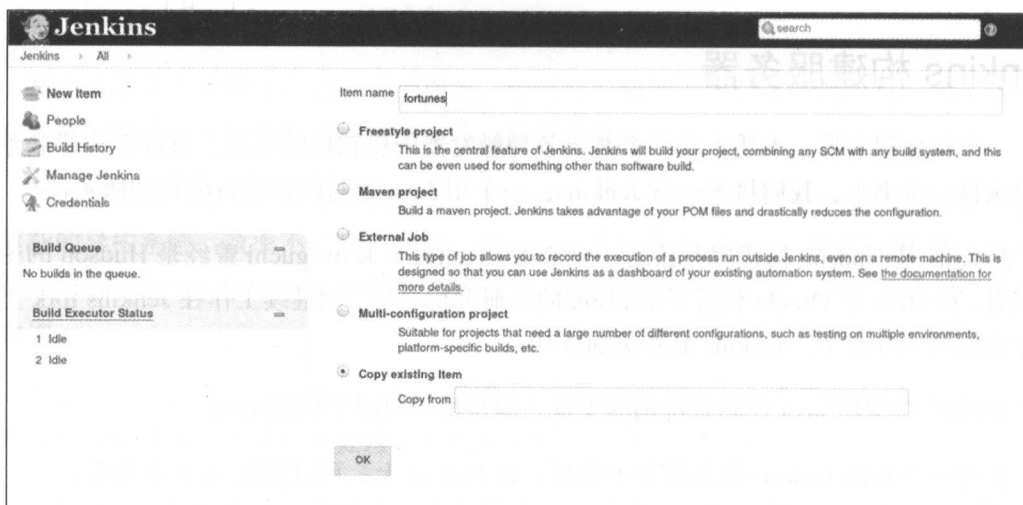 Jenkins
search
Jenkins
All
New Item
People
Build History
Manage Jenkins
Credentials
Build Queue
No builds in the queue.
Build Executor Status
1 Idle
2 Idle
Item name fortunes
Freestyle project
This is the central feature of Jenkins. Jenkins will build your project, combining any SCM with any build system, and this
can be even used for something other than software build.
Maven project
Build a maven project. Jenkins takes advantage of your POM files and drastically reduces the configuration.
External Job
This type of job allows you to record the execution of a process run outside Jenkins, even on a remote machine. This is
designed so that you can use Jenkins as a dashboard of your existing automation system. See the documentation for
more details.
Multi-configuration project
Suitable for projects that need a large number of different configurations, such as testing on multiple environments,
platform-specific builds, etc.
Copy existing Item
Copy from
OK